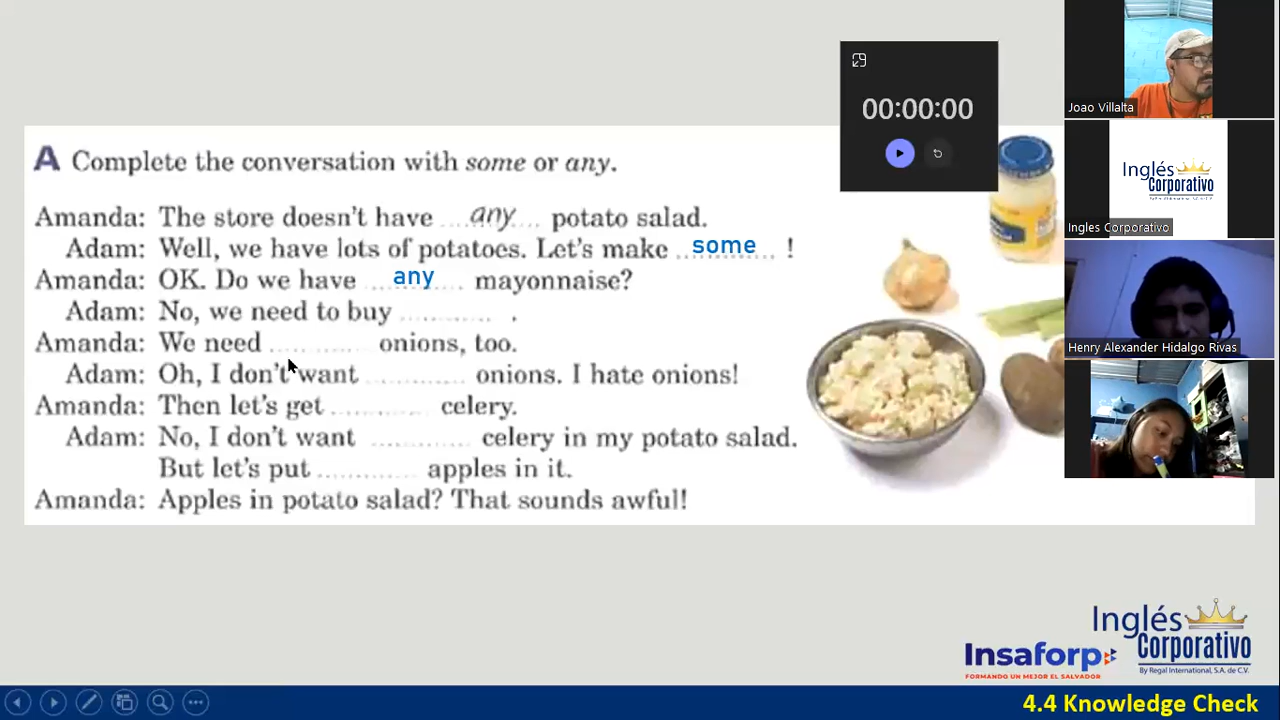 00:00:00
Joao Villalta
Inglés
Corporativo
Ingles Corporativo
Henry Alexander Hidalgo Rivas
A Complete the conversation with some or any.
Amanda: The store doesn't have any potato salad.
Adam: Well, we have lots of potatoes. Let's make some !
Amanda: OK. Do we have any mayonnaise?
Adam: No, we need to buy ............ .
Amanda: We need ............ onions, too.
Adam: Oh, I don't want ............ onions. I hate onions!
Amanda: Then let's get ............ celery.
Adam: No, I don't want ............ celery in my potato salad.
But let's put ............ apples in it.
Amanda: Apples in potato salad? That sounds awful!
Insaforp
FORMANDO UN MEJOR EL SALVADOR
Inglés
Corporativo
By Regal International, S.A. de C.V.
4.4 Knowledge Check